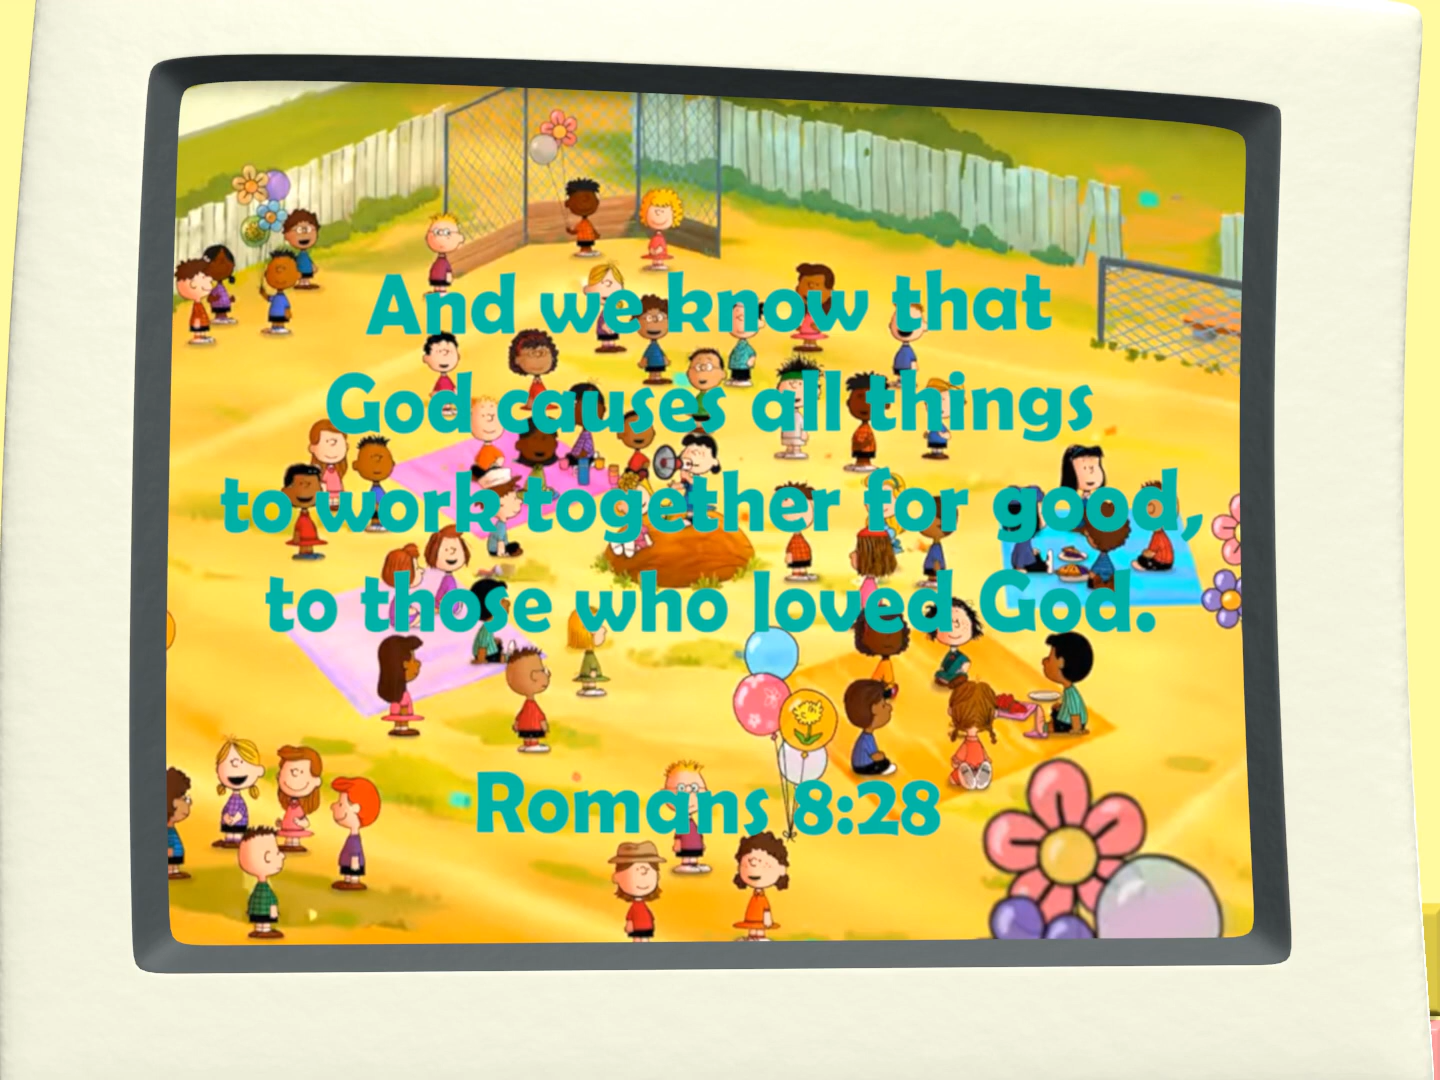 And we know that
God causes all things
to work together for good,
to those who loved God.
Romans 8:28